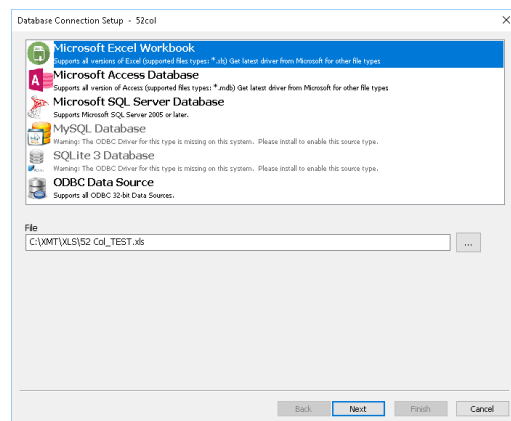 Database Connection Setup - 52col
Microsoft Excel Workbook
Supports all versions of Excel (supported files types: *.xls) Get latest driver from Microsoft for other file types
Microsoft Access Database
Supports all version of Access (supported files types: *.mdb) Get latest driver from Microsoft for other file types
Microsoft SQL Server Database
Supports Microsoft SQL Server 2005 or later.
MySQL Database
Warning: The ODBC Driver for this type is missing on this system. Please install to enable this source type.
SQLite 3 Database
Warning: The ODBC Driver for this type is missing on this system. Please install to enable this source type.
ODBC Data Source
Supports all ODBC 32-bit Data Sources.
File
C:\XMT\XLS\52 Col_TEST.xls
...
Back Next Finish Cancel